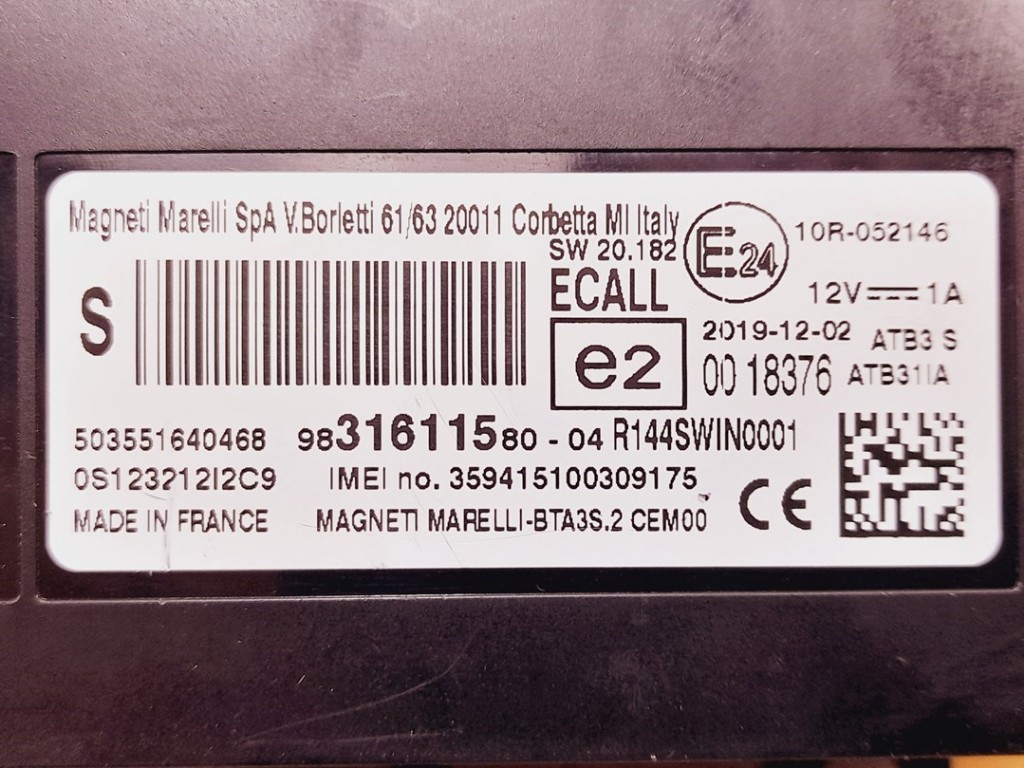 Magneti Marelli SpA V.Borletti 61/63 20011 Corbetta MI Italy
SW 20.182
E24
10R-052146
S
ECALL
12V 1A
e2
2019-12-02
ATB3 S
00 18376
ATB31IA
503551640468
9831611580-04 R144SWIN0001
0S123212I2C9
IMEI no. 359415100309175
MADE IN FRANCE
MAGNETI MARELLI-BTA3S.2 CEM00
CE